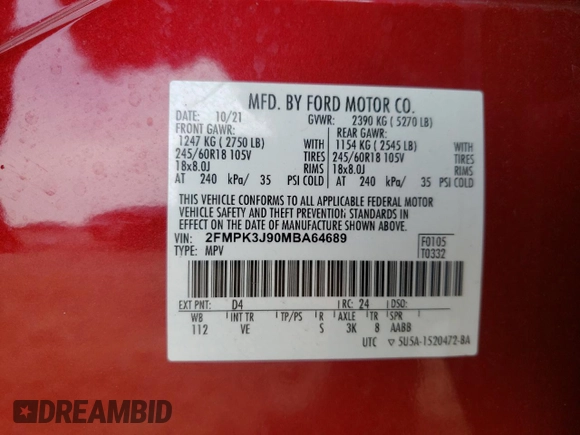 MFD. BY FORD MOTOR CO.
DATE: 10/21 GVWR: 2390 KG ( 5270 LB)
FRONT GAWR: REAR GAWR:
1247 KG ( 2750 LB) WITH 1154 KG ( 2545 LB) WITH
245/60R18 105V TIRES 245/60R18 105V TIRES
18x8.0J RIMS 18x8.0J RIMS
AT 240 kPa/ 35 PSI COLD AT 240 kPa/ 35 PSI COLD
THIS VEHICLE CONFORMS TO ALL APPLICABLE FEDERAL MOTOR
VEHICLE SAFETY AND THEFT PREVENTION STANDARDS IN
EFFECT ON THE DATE OF MANUFACTURE SHOWN ABOVE.
VIN: 2FMPK3J90MBA64689 F0105
TYPE: MPV T0332
EXT PNT: D4 RC: 24 DSO:
WB INT TR TP/PS R AXLE TR SPR
112 VE S 3K 8 AABB
UTC ▽ 5U5A-1520472-BA
DREAMBID